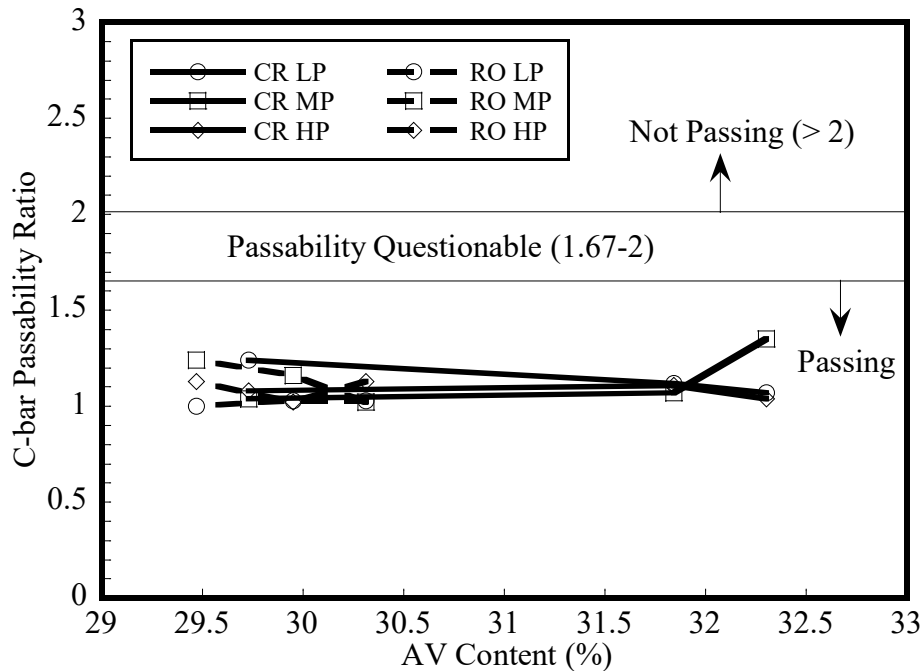 3
2.5
2
1.5
1
0.5
0
C-bar Passability Ratio
CR LP
CR MP
CR HP
RO LP
RO MP
RO HP
Not Passing (> 2)
Passability Questionable (1.67-2)
Passing
29 29.5 30 30.5 31 31.5 32 32.5 33
AV Content (%)